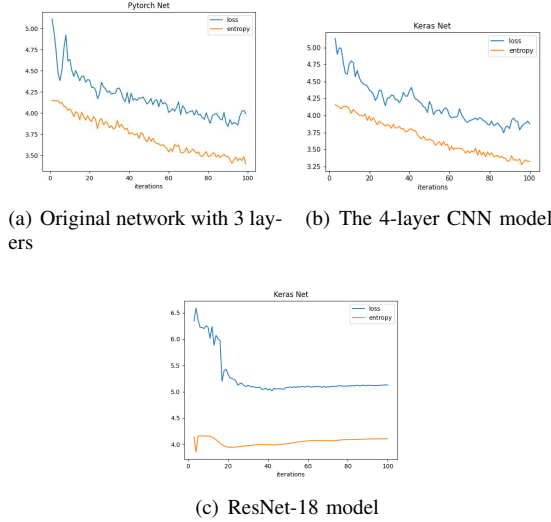 Pytorch Net
loss
entropy
5.00
4.75
4.50
4.25
4.00
3.75
3.50
0
20
40
60
80
100
iterations
(a) Original network with 3 lay-
ers
Keras Net
loss
entropy
5.00
4.75
4.50
4.25
4.00
3.75
3.50
3.25
0
20
40
60
80
100
iterations
(b) The 4-layer CNN model
Keras Net
loss
entropy
6.5
6.0
5.5
5.0
4.5
4.0
0
20
40
60
80
100
iterations
(c) ResNet-18 model